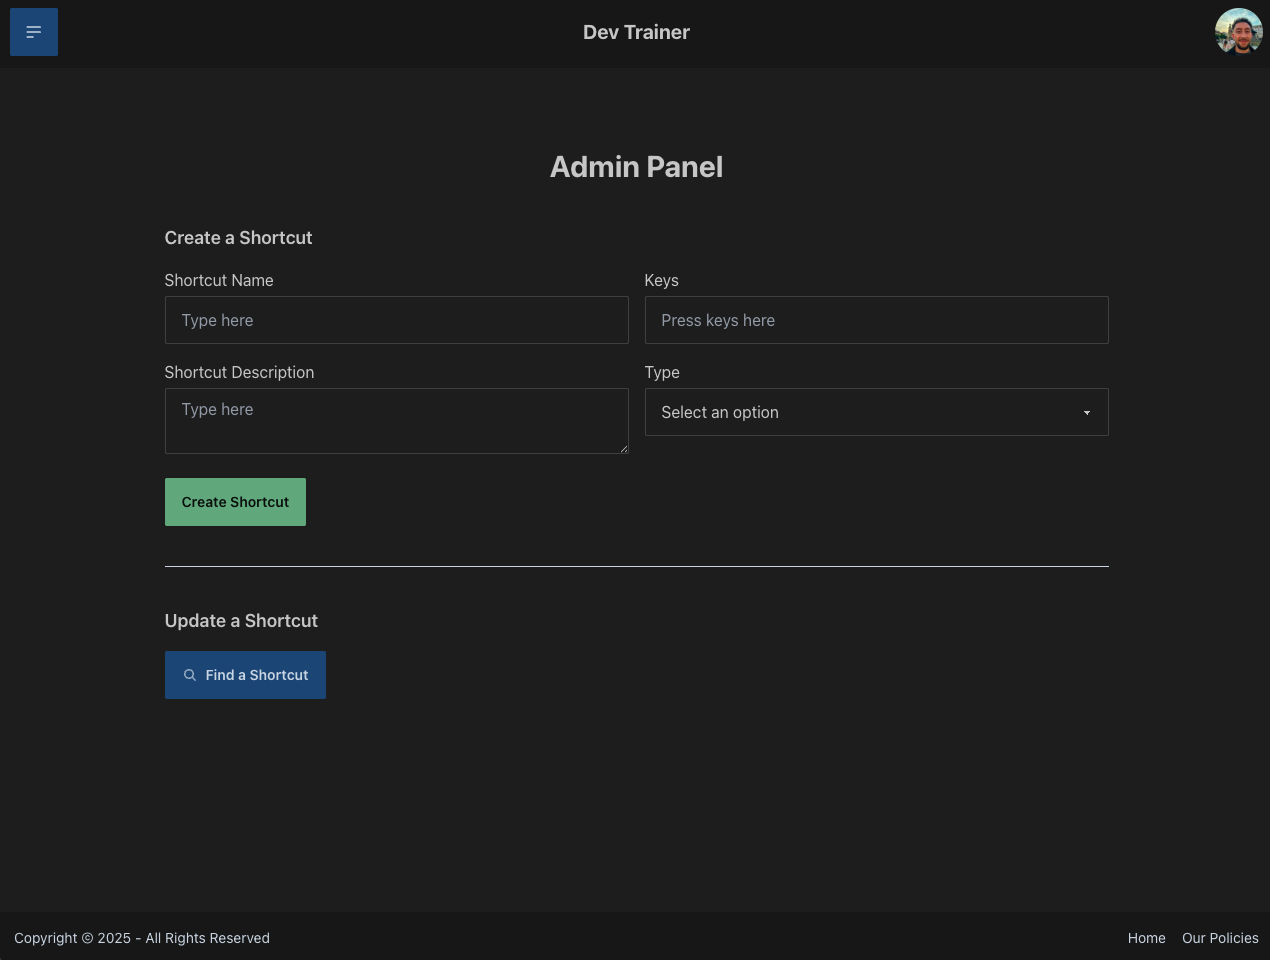 Dev Trainer
Admin Panel
Create a Shortcut
Shortcut Name
Type here
Keys
Press keys here
Shortcut Description
Type here
Type
Select an option
Create Shortcut
Update a Shortcut
Find a Shortcut
Copyright © 2025 - All Rights Reserved
Home
Our Policies